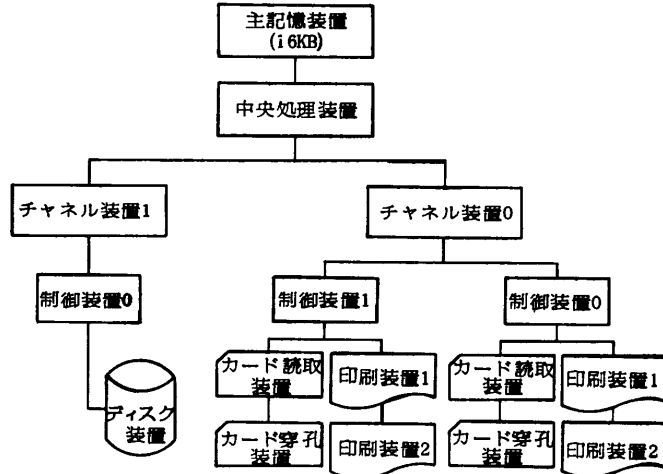 主記憶装置
(i6KB)
中央処理装置
チャネル装置1
チャネル装置0
制御装置0
制御装置1
制御装置0
ディスク
装置
カード読取
装置
印刷装置1
カード穿孔
装置
印刷装置2
カード読取
装置
印刷装置1
カード穿孔
装置
印刷装置2